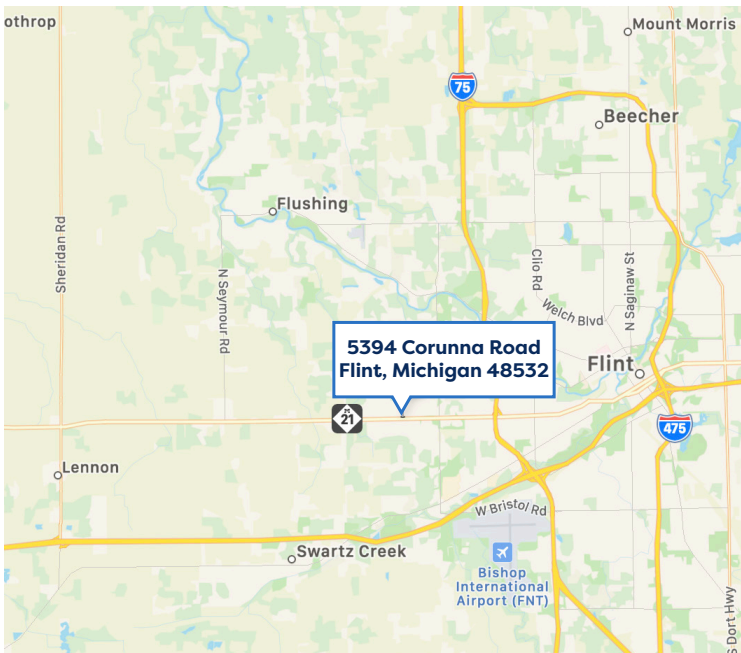 othrop
Mount Morris
75
Beecher
Flushing
Sheridan Rd
N Seymour Rd
Clio Rd
N Saginaw St
Welch Blvd
5394 Corunna Road
Flint, Michigan 48532
Flint
21
475
Lennon
W Bristol Rd
Swartz Creek
Bishop
International
Airport (FNT)
S Dort Hwy